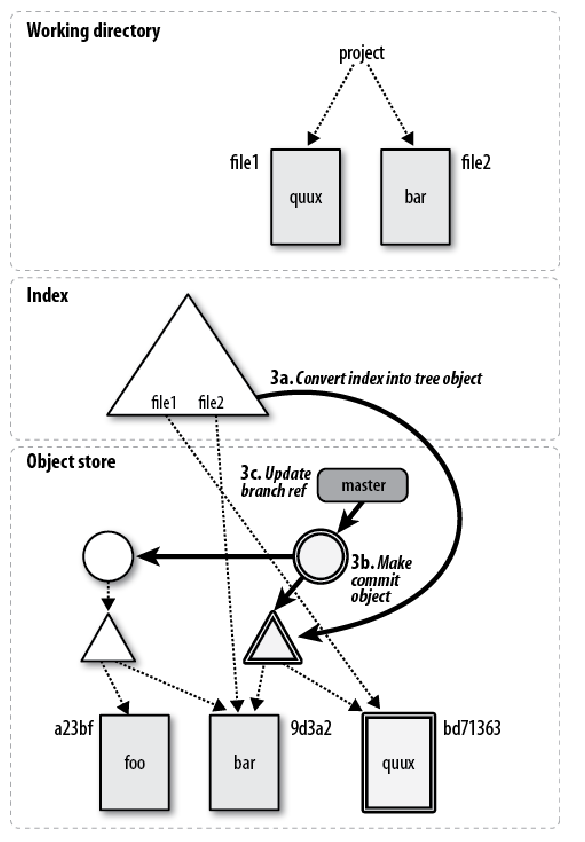 Working directory
project
file1
file2
quux
bar
Index
3a. Convert index into tree object
file1
file2
Object store
3c. Update
branch ref
master
3b. Make
commit
object
a23bf
9d3a2
bd71363
foo
bar
quux